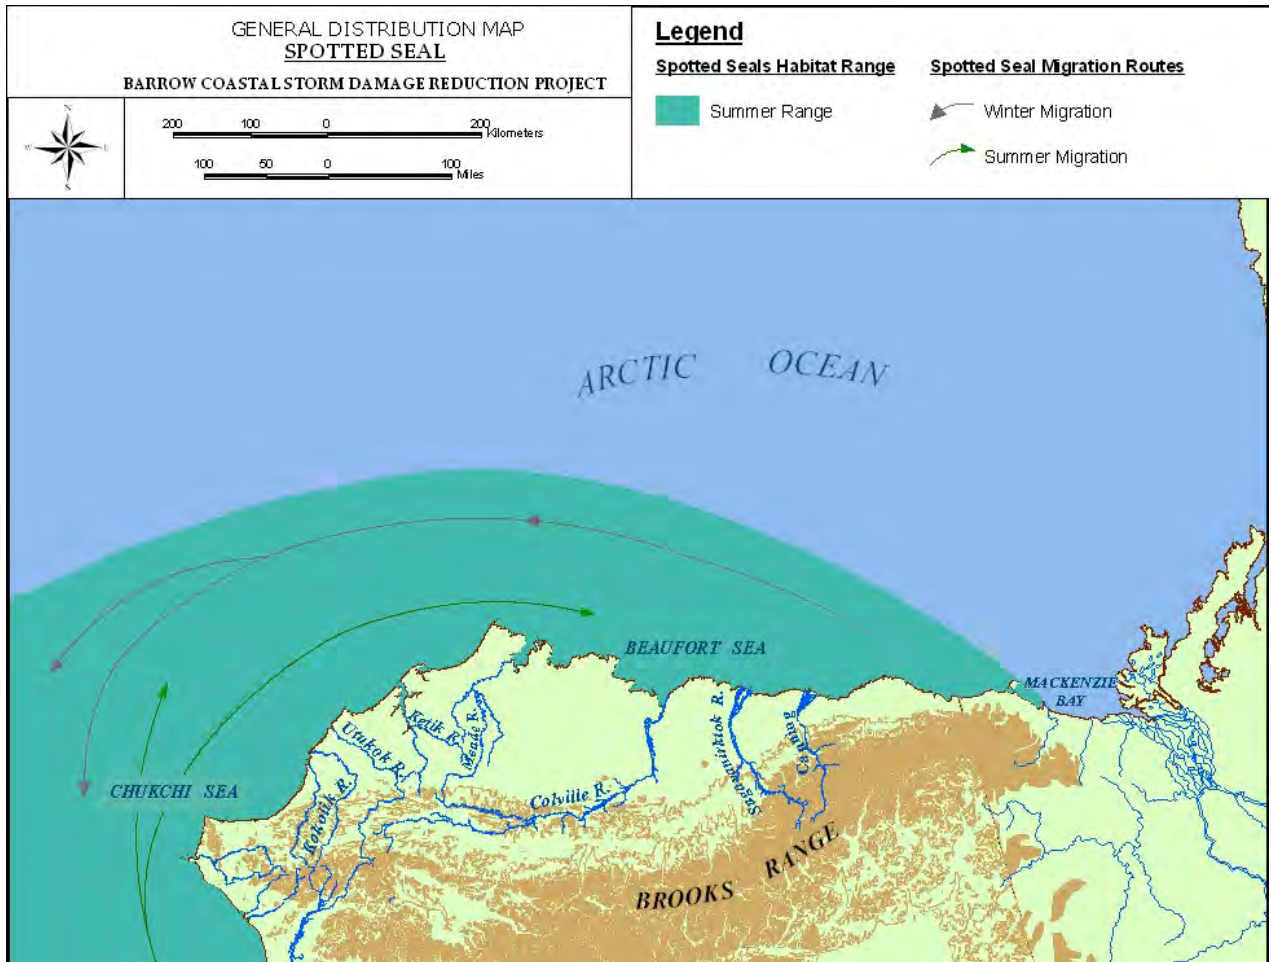 GENERAL DISTRIBUTION MAP
SPOTTED SEAL
BARROW COASTAL STORM DAMAGE REDUCTION PROJECT
N
W
E
S
200 100 0 200
Kilometers
100 50 0 100
Miles
Legend
Spotted Seals Habitat Range
Summer Range
Spotted Seal Migration Routes
Winter Migration
Summer Migration
ARCTIC OCEAN
BEAUFORT SEA
MACKENZIE
BAY
CHUKCHI SEA
Utukok R.
Ketik R.
Meade R.
Kokolik R.
Colville R.
Sagavanirktok R.
Canning
BROOKS RANGE